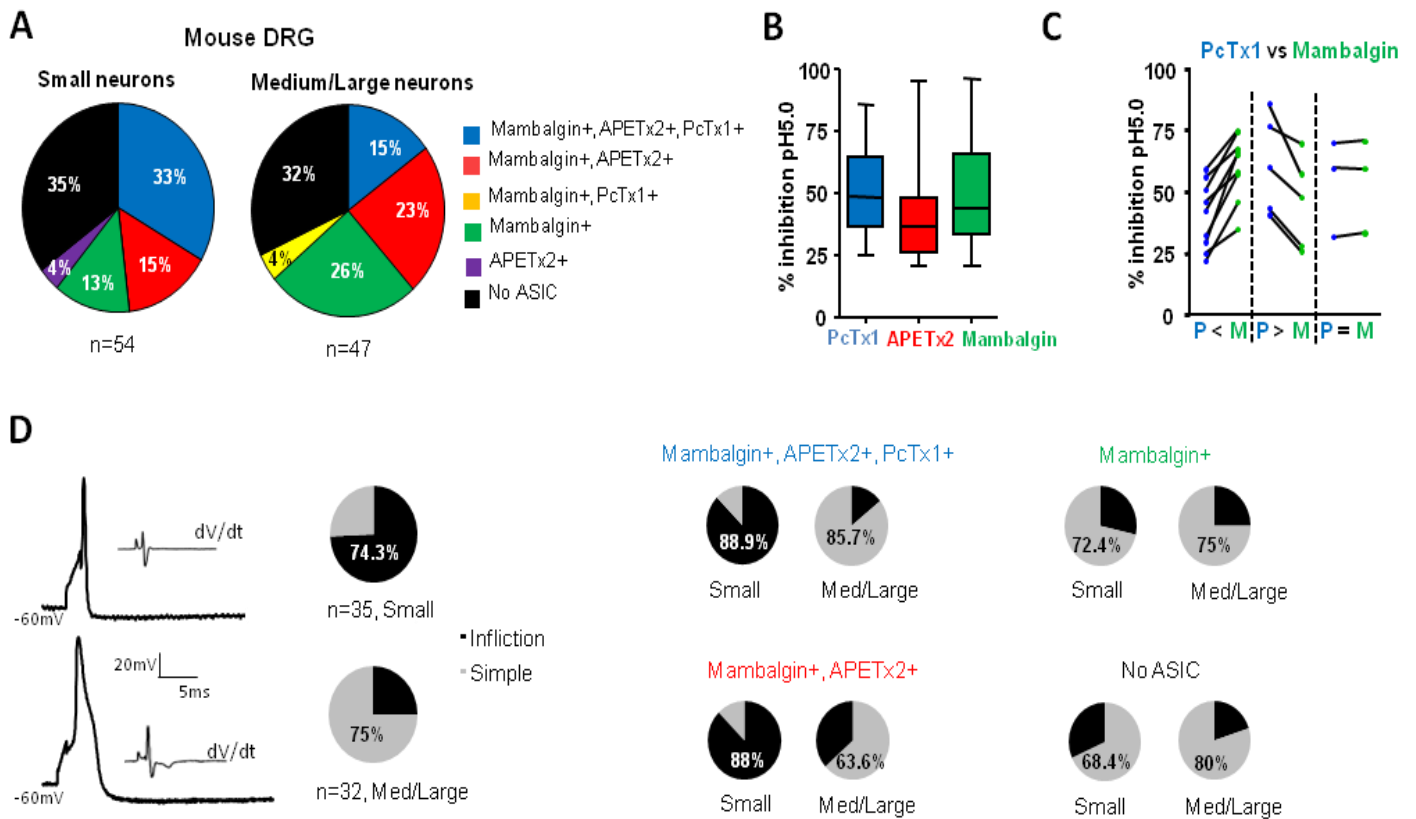 A
Mouse DRG
Small neurons
Medium/Large neurons
33%
15%
13%
4%
35%
15%
23%
26%
4%
32%
n=54
n=47
Mambalgin+, APETx2+, PcTx1+
Mambalgin+, APETx2+
Mambalgin+, PcTx1+
Mambalgin+
APETx2+
No ASIC
B
% inhibition pH5.0
100
75
50
25
0
PcTx1 APETx2 Mambalgin
C
PcTx1 vs Mambalgin
% inhibition pH5.0
100
75
50
25
0
P < M P > M P = M
D
dV/dt
-60mV
20mV
5ms
dV/dt
-60mV
74.3%
n=35, Small
75%
n=32, Med/Large
Infliction
Simple
Mambalgin+, APETx2+, PcTx1+
88.9%
85.7%
Small
Med/Large
Mambalgin+
72.4%
75%
Small
Med/Large
Mambalgin+, APETx2+
88%
63.6%
Small
Med/Large
No ASIC
68.4%
80%
Small
Med/Large